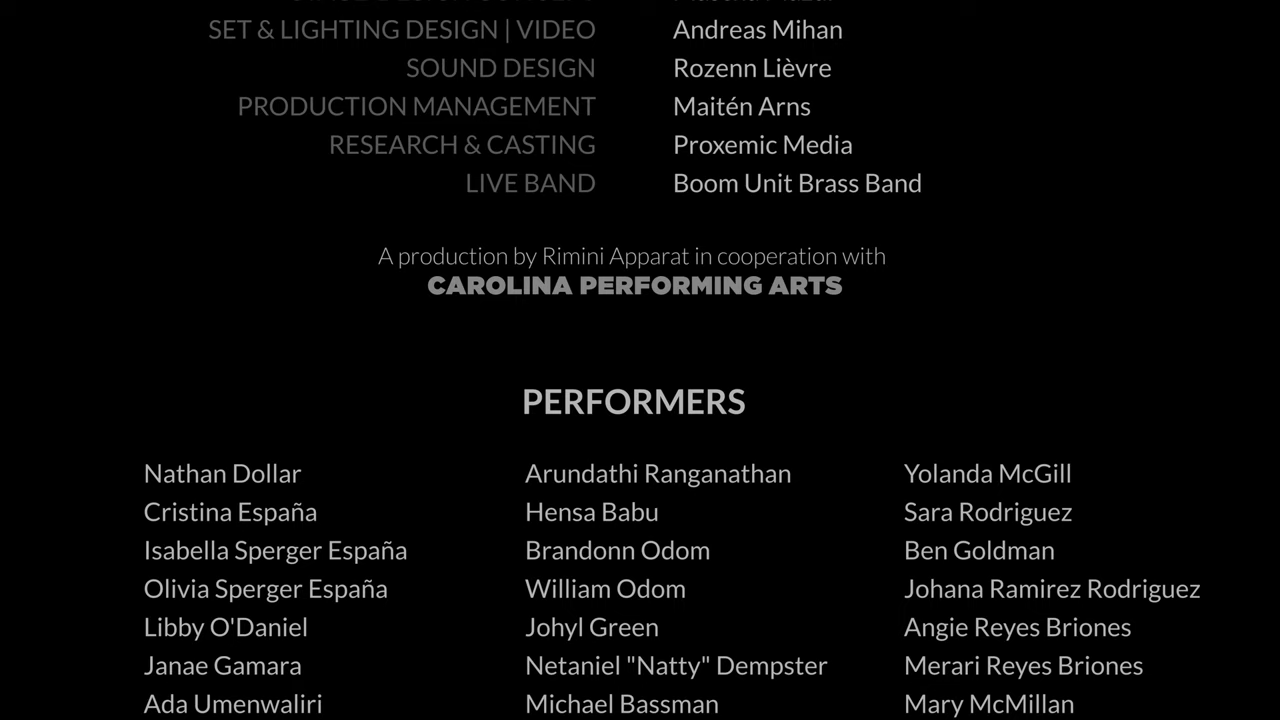 SET & LIGHTING DESIGN | VIDEO Andreas Mihan
SOUND DESIGN Rozenn Lièvre
PRODUCTION MANAGEMENT Maitén Arns
RESEARCH & CASTING Proxemic Media
LIVE BAND Boom Unit Brass Band
A production by Rimini Apparat in cooperation with
CAROLINA PERFORMING ARTS
PERFORMERS
Nathan Dollar Arundathi Ranganathan Yolanda McGill
Cristina España Hensa Babu Sara Rodriguez
Isabella Sperger España Brandonn Odom Ben Goldman
Olivia Sperger España William Odom Johana Ramirez Rodriguez
Libby O'Daniel Johyl Green Angie Reyes Briones
Janae Gamara Netaniel "Natty" Dempster Merari Reyes Briones
Ada Umenwaliri Michael Bassman Mary McMillan